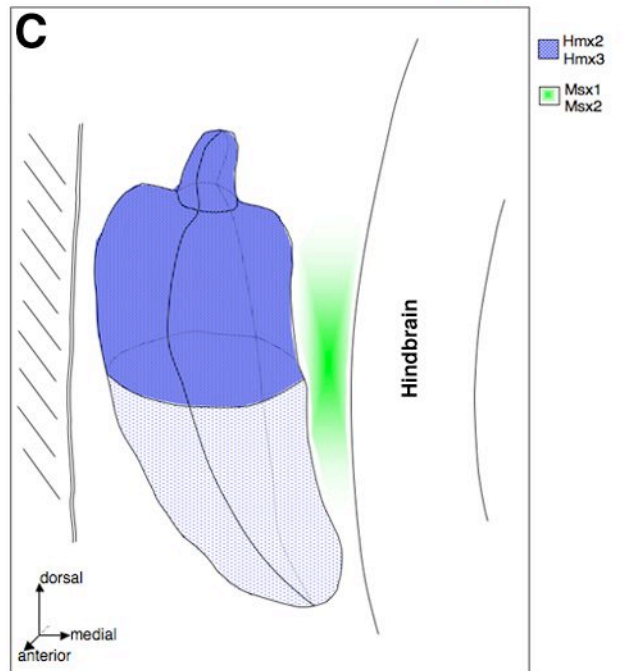 C
Hmx2
Hmx3
Msx1
Msx2
Hindbrain
dorsal
medial
anterior